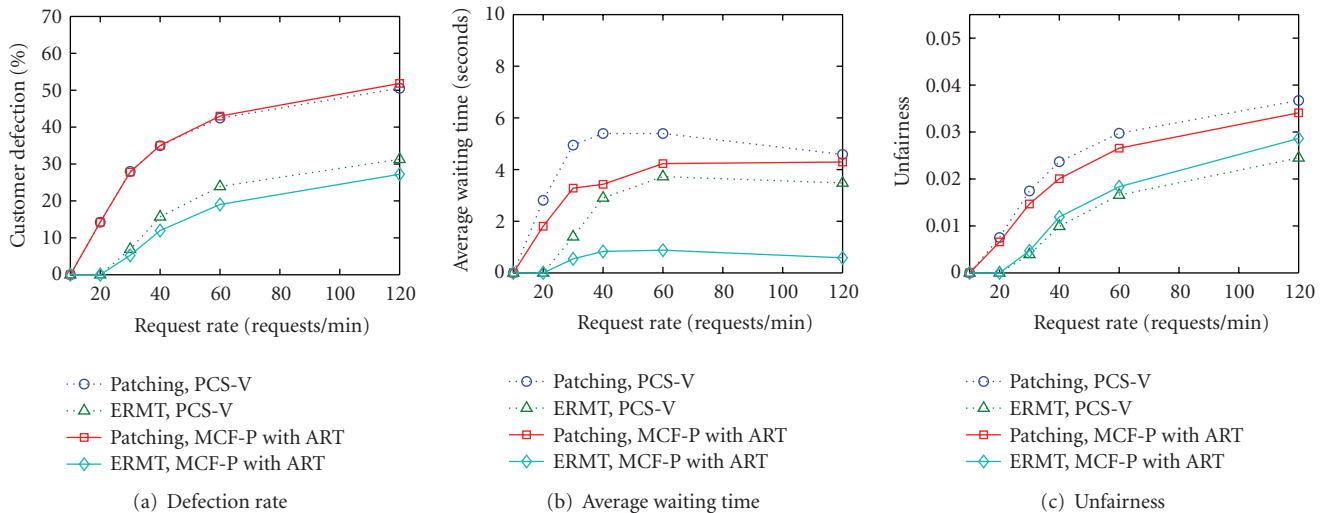 70
60
50
40
30
20
10
0
Customer defection (%)
20 40 60 80 100 120
Request rate (requests/min)
Patching, PCS-V
ERMT, PCS-V
Patching, MCF-P with ART
ERMT, MCF-P with ART
(a) Defection rate
10
8
6
4
2
0
Average waiting time (seconds)
20 40 60 80 100 120
Request rate (requests/min)
Patching, PCS-V
ERMT, PCS-V
Patching, MCF-P with ART
ERMT, MCF-P with ART
(b) Average waiting time
0.05
0.04
0.03
0.02
0.01
0
Unfairness
20 40 60 80 100 120
Request rate (requests/min)
Patching, PCS-V
ERMT, PCS-V
Patching, MCF-P with ART
ERMT, MCF-P with ART
(c) Unfairness